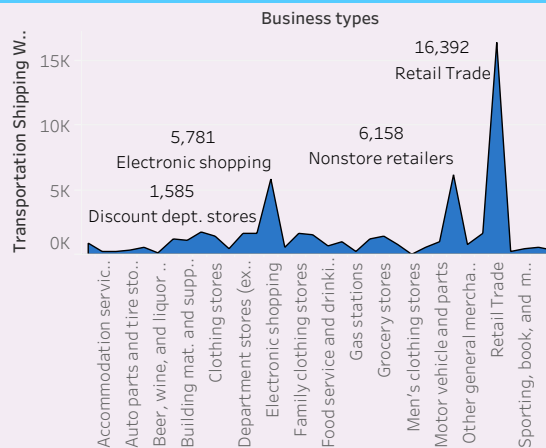 Business types
Transportation Shipping W..
15K
10K
5K
0K
16,392
Retail Trade
5,781
Electronic shopping
6,158
Nonstore retailers
1,585
Discount dept. stores
Accommodation servic..
Auto parts and tire sto..
Beer, wine, and liquor ..
Building mat. and supp..
Clothing stores
Department stores (ex..
Electronic shopping
Family clothing stores
Food service and drinki..
Gas stations
Grocery stores
Men's clothing stores
Motor vehicle and parts
Other general mercha..
Retail Trade
Sporting, book, and m..